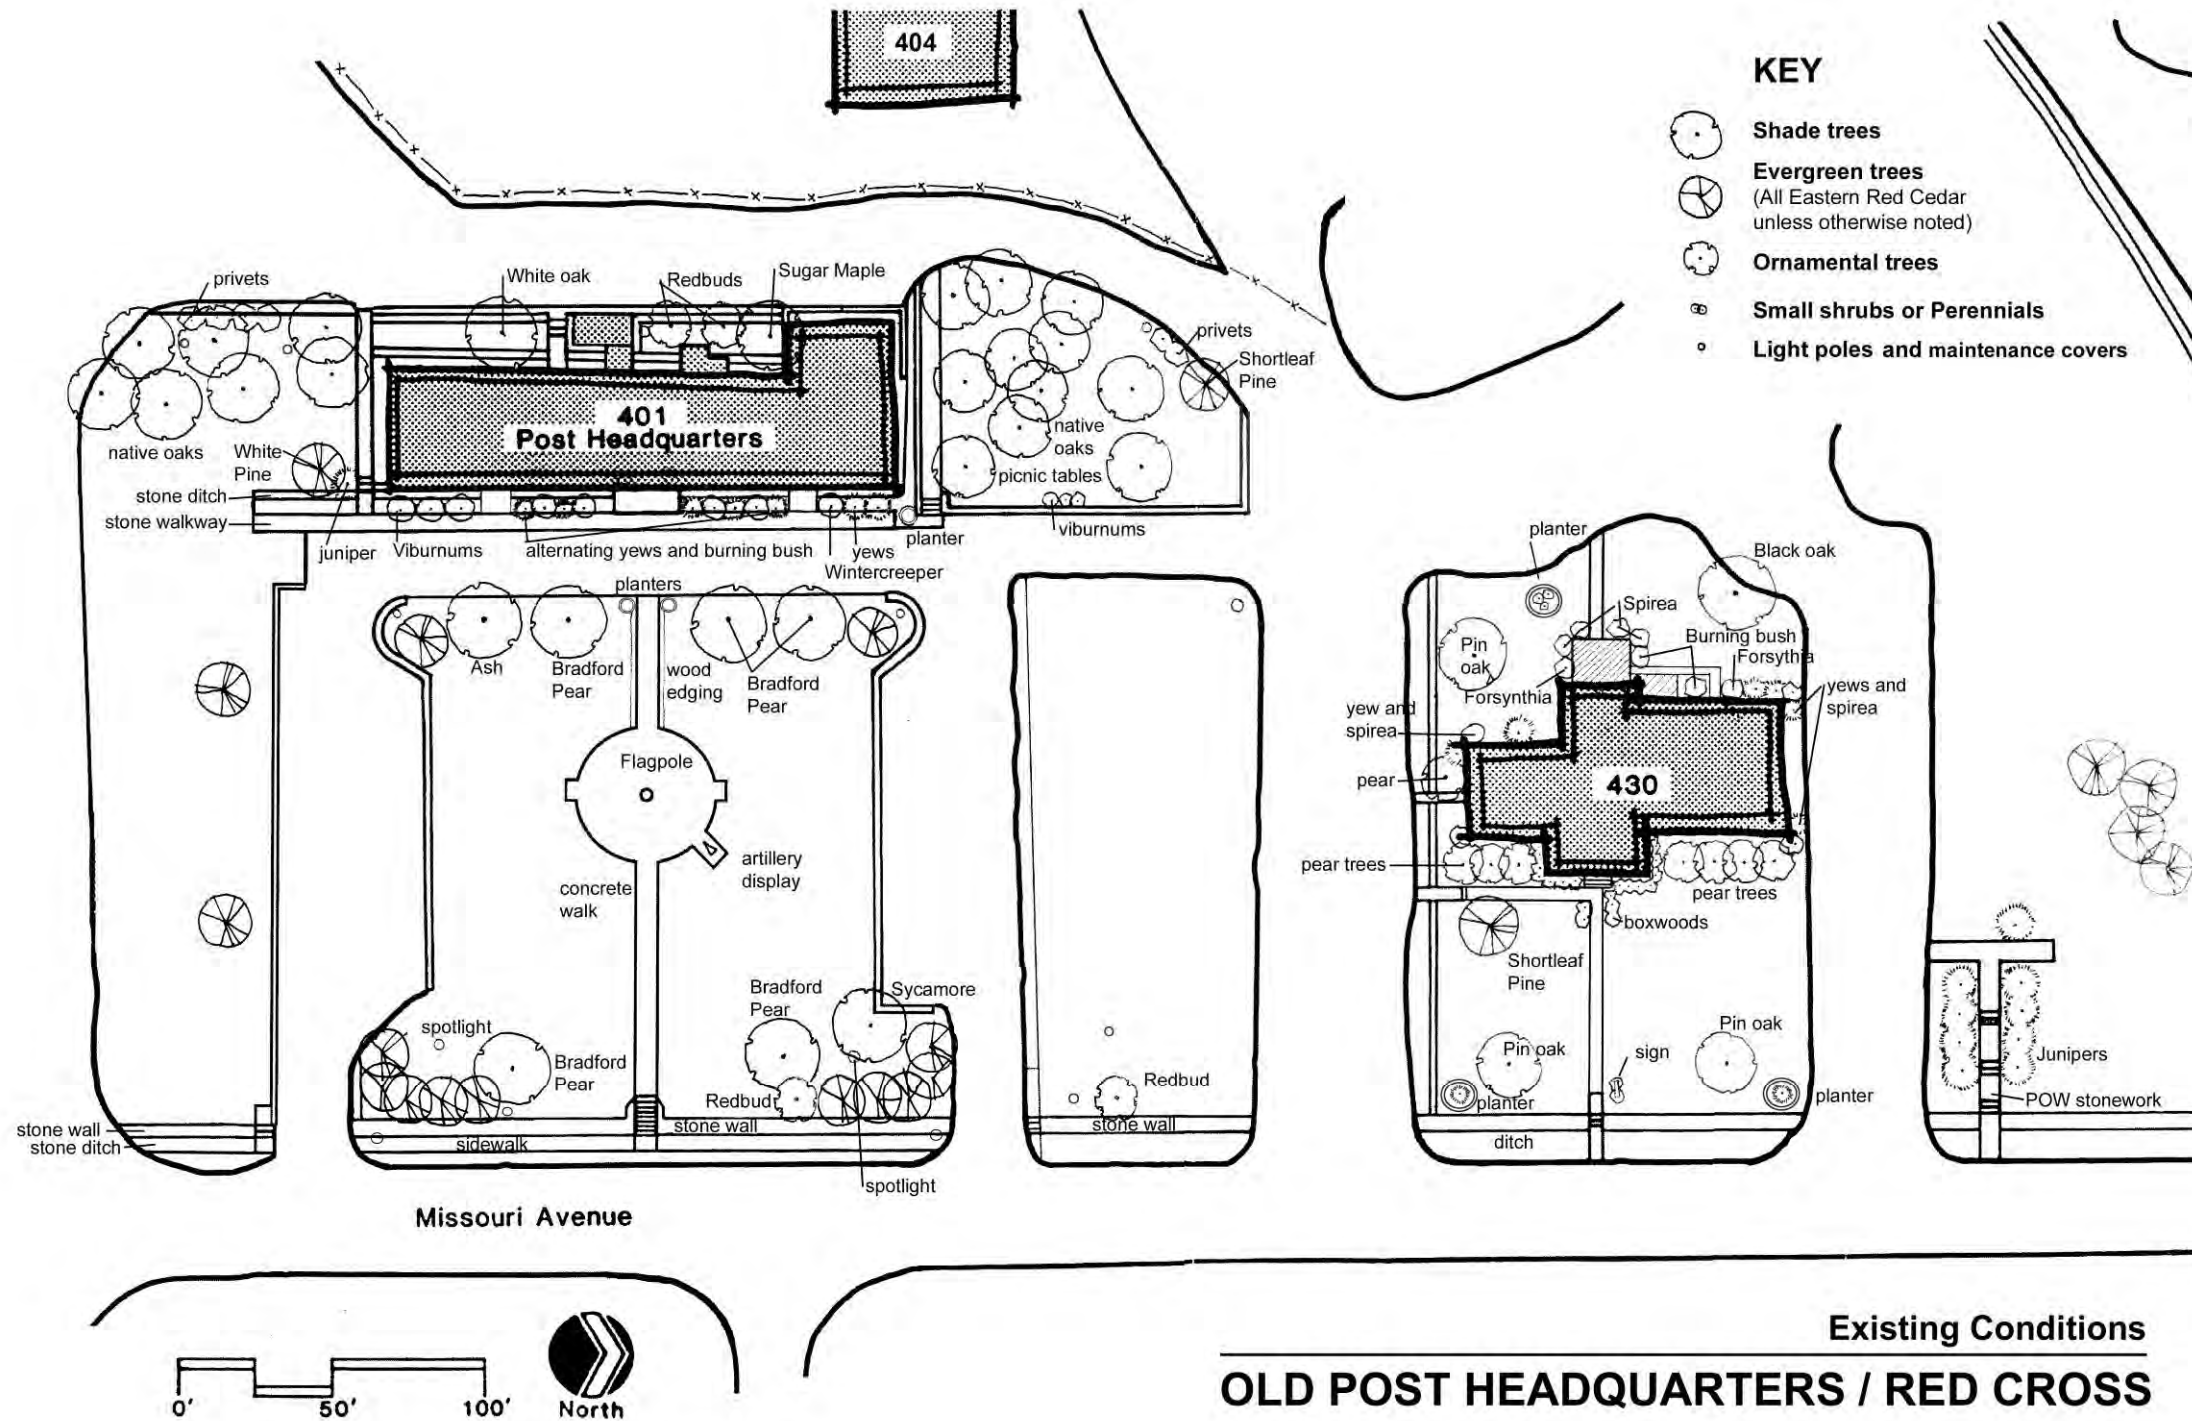 404
KEY
Shade trees
Evergreen trees
(All Eastern Red Cedar
unless otherwise noted)
Ornamental trees
Small shrubs or Perennials
Light poles and maintenance covers
privets
White oak
Redbuds
Sugar Maple
privets
Shortleaf
Pine
401
Post Headquarters
native oaks
White
Pine
native
oaks
picnic tables
stone ditch
stone walkway
juniper
Viburnums
alternating yews and burning bush
yews
Wintercreeper
planter
viburnums
planters
Ash
Bradford
Pear
wood
edging
Bradford
Pear
Flagpole
artillery
display
concrete
walk
Bradford
Pear
Sycamore
spotlight
Bradford
Pear
Redbud
stone wall
sidewalk
stone wall
stone ditch
spotlight
Redbud
stone wall
planter
Black oak
Spirea
Pin
oak
Burning bush
Forsythia
Forsynthia
yews and
spirea
yew and
spirea
pear
430
pear trees
pear trees
boxwoods
Shortleaf
Pine
Pin oak
Pin oak
sign
planter
planter
ditch
Junipers
POW stonework
Missouri Avenue
0'
50'
100'
North
Existing Conditions
OLD POST HEADQUARTERS / RED CROSS